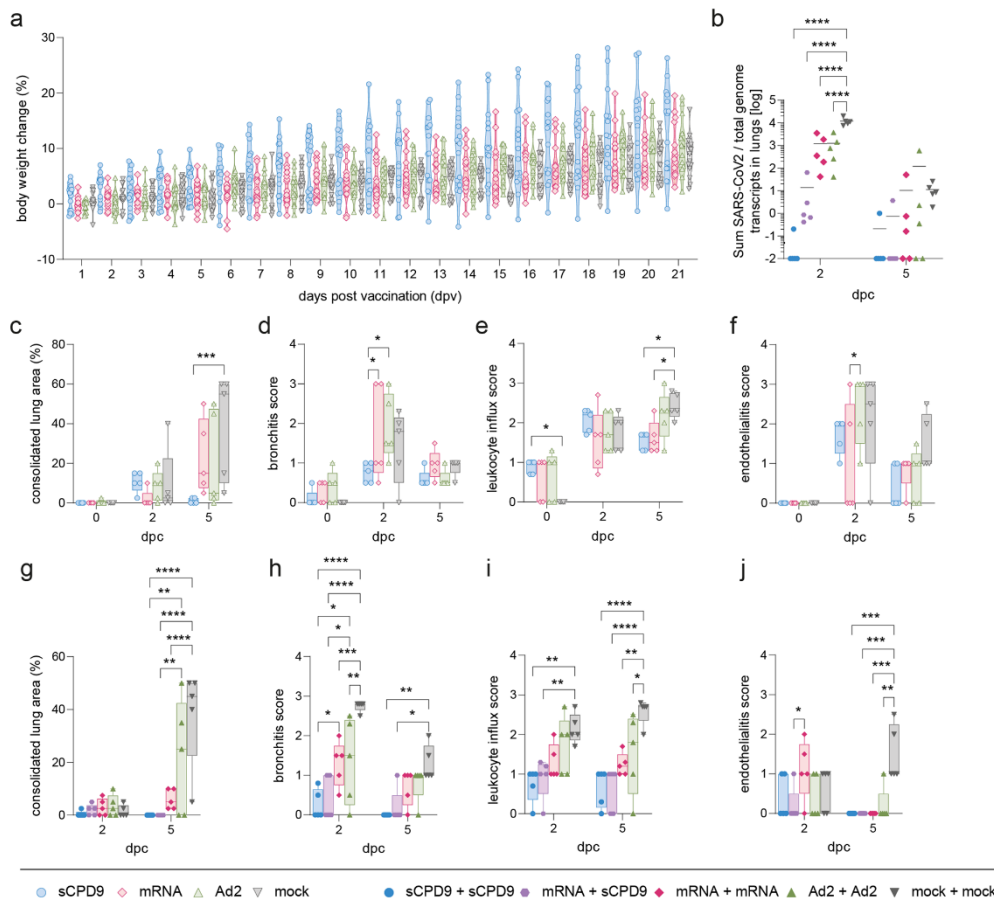 a
body weight change (%)
30
20
10
0
-10
1 2 3 4 5 6 7 8 9 10 11 12 13 14 15 16 17 18 19 20 21
days post vaccination (dpv)
b
Sum SARS-CoV2 / total genome
transcripts in lungs [log]
****
****
****
****
5
4
3
2
1
0
-1
-2
2 5
dpc
c
consolidated lung area (%)
80
60
40
20
0
***
0 2 5
dpc
d
bronchitis score
4
3
2
1
0
*
*
0 2 5
dpc
e
leukocyte influx score
4
3
2
1
0
*
*
*
0 2 5
dpc
f
endothelialitis score
4
3
2
1
0
*
0 2 5
dpc
g
consolidated lung area (%)
60
40
20
0
****
**
****
****
**
2 5
dpc
h
bronchitis score
4
3
2
1
0
****
****
*
*
***
**
*
**
*
2 5
dpc
i
leukocyte influx score
4
3
2
1
0
**
**
****
****
**
*
2 5
dpc
j
endothelialitis score
4
3
2
1
0
*
***
***
***
**
2 5
dpc
sCPD9 mRNA Ad2 mock sCPD9 + sCPD9 mRNA + sCPD9 mRNA + mRNA Ad2 + Ad2 mock + mock